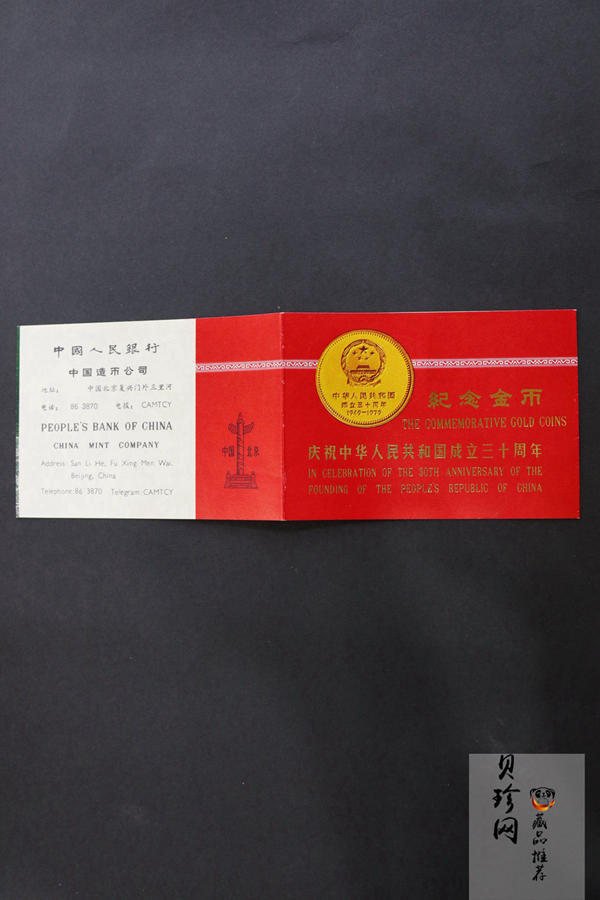 中國人民銀行
中国造币公司
地址: 中国北京复兴门外三里河
电话: 86 3870 电报: CAMTCY
PEOPLE'S BANK OF CHINA
CHINA MINT COMPANY
Address: San Li He, Fu Xing Men Wai,
Beijing, China
Telephone: 86 3870 Telegram: CAMTCY
中国 北京
中华人民共和国
成立三十周年
1949-1979
紀念金币
THE COMMEMORATIVE GOLD COINS
庆祝中华人民共和国成立三十周年
IN CELEBRATION OF THE 30TH ANNIVERSARY OF THE
FOUNDING OF THE PEOPLE'S REPUBLIC OF CHINA
贝珍网
藏品推荐